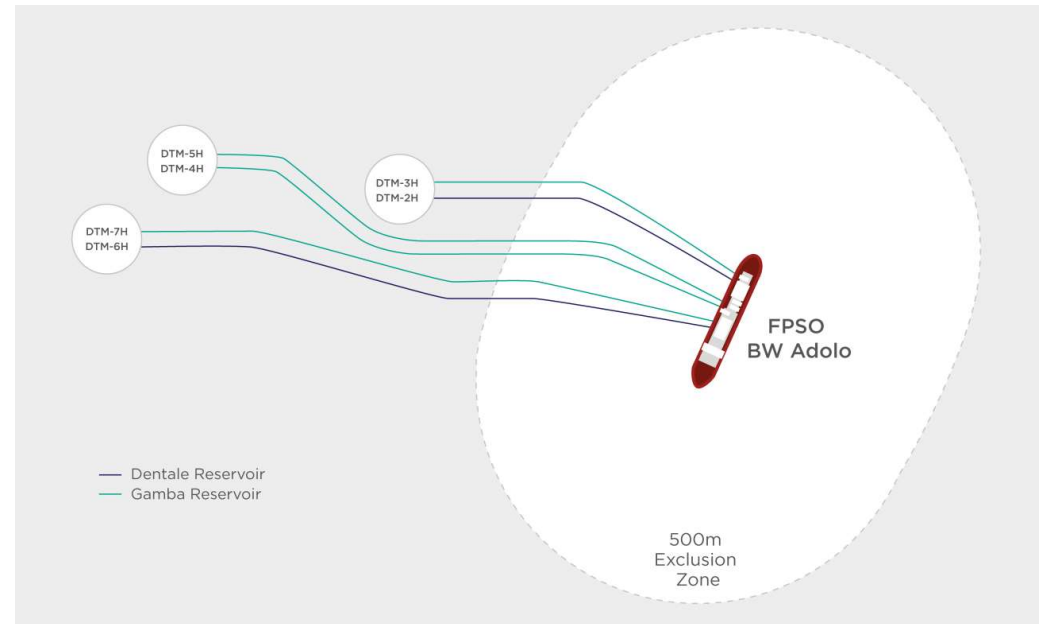 DTM-5H
DTM-4H
DTM-3H
DTM-2H
DTM-7H
DTM-6H
FPSO
BW Adolo
Dentale Reservoir
Gamba Reservoir
500m
Exclusion
Zone